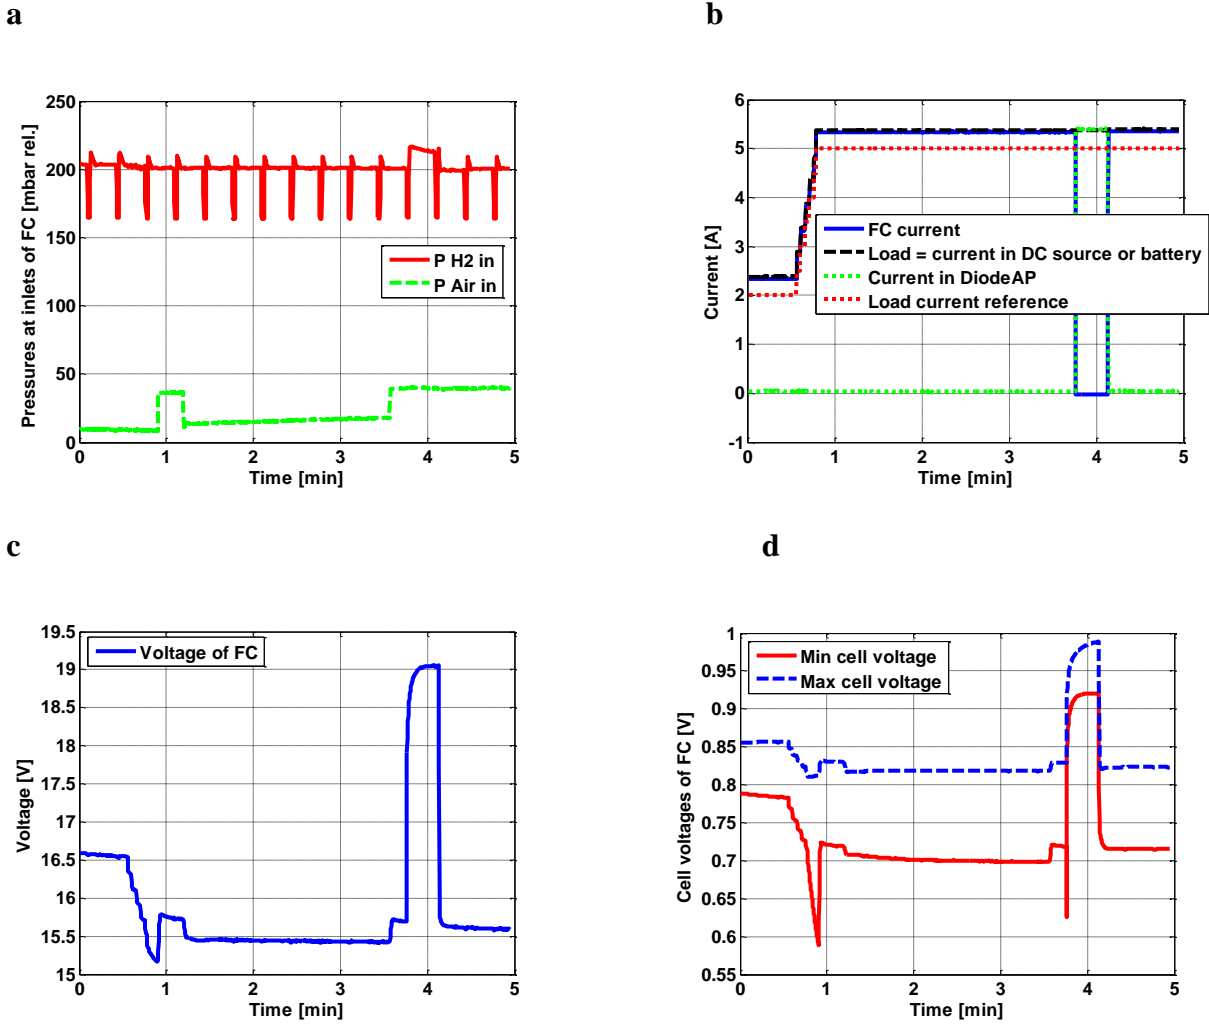 a
b
250
200
150
100
50
0
Pressures at inlets of FC [mbar rel.]
P H2 in
P Air in
0 1 2 3 4 5
Time [min]
6
5
4
3
2
1
0
-1
Current [A]
FC current
Load = current in DC source or battery
Current in DiodeAP
Load current reference
0 1 2 3 4 5
Time [min]
c
d
19.5
19
18.5
18
17.5
17
16.5
16
15.5
15
Voltage [V]
Voltage of FC
0 1 2 3 4 5
Time [min]
1
0.95
0.9
0.85
0.8
0.75
0.7
0.65
0.6
0.55
Cell voltages of FC [V]
Min cell voltage
Max cell voltage
0 1 2 3 4 5
Time [min]